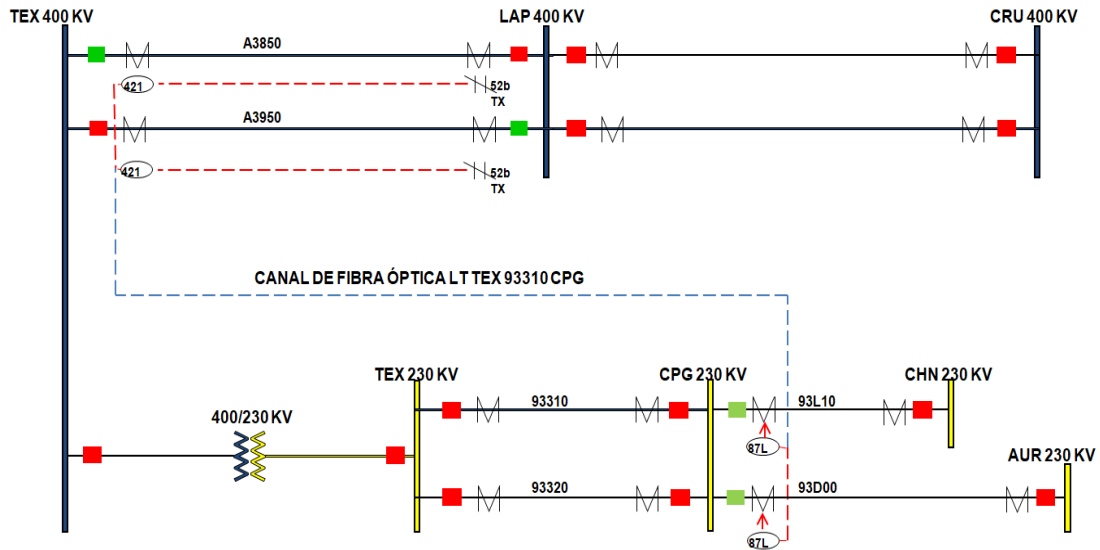 TEX 400 KV
LAP 400 KV
CRU 400 KV
A3850
421
52b
TX
A3950
421
52b
TX
CANAL DE FIBRA ÓPTICA LT TEX 93310 CPG
TEX 230 KV
CPG 230 KV
CHN 230 KV
93310
93L10
400/230 KV
87L
AUR 230 KV
93320
93D00
87L